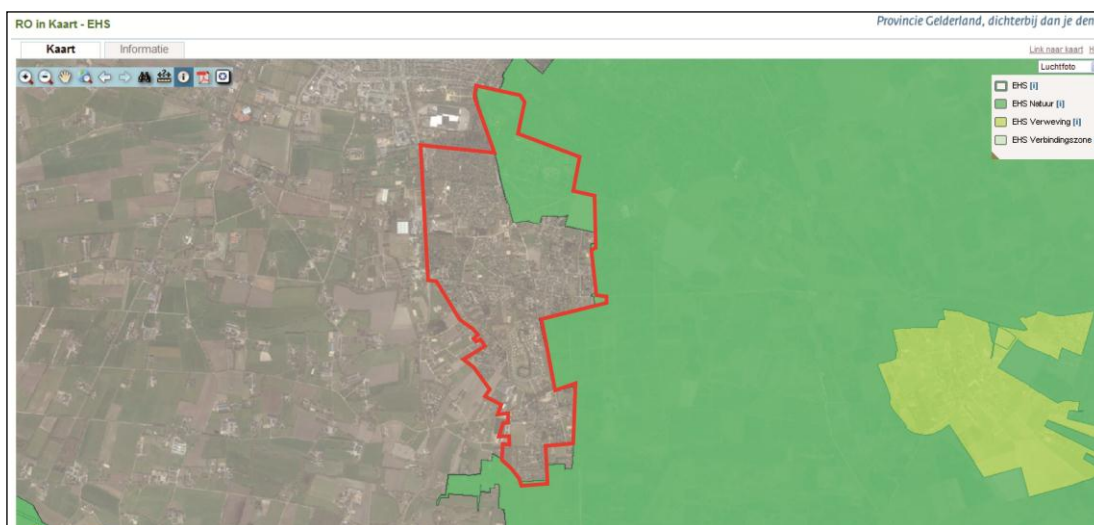 RO in Kaart - EHS
Provincie Gelderland, dichterbij dan je den
Kaart
Informatie
Link naar kaart H
Luchtfoto
EHS [i]
EHS Natuur [i]
EHS Verweving [i]
EHS Verbindingszone